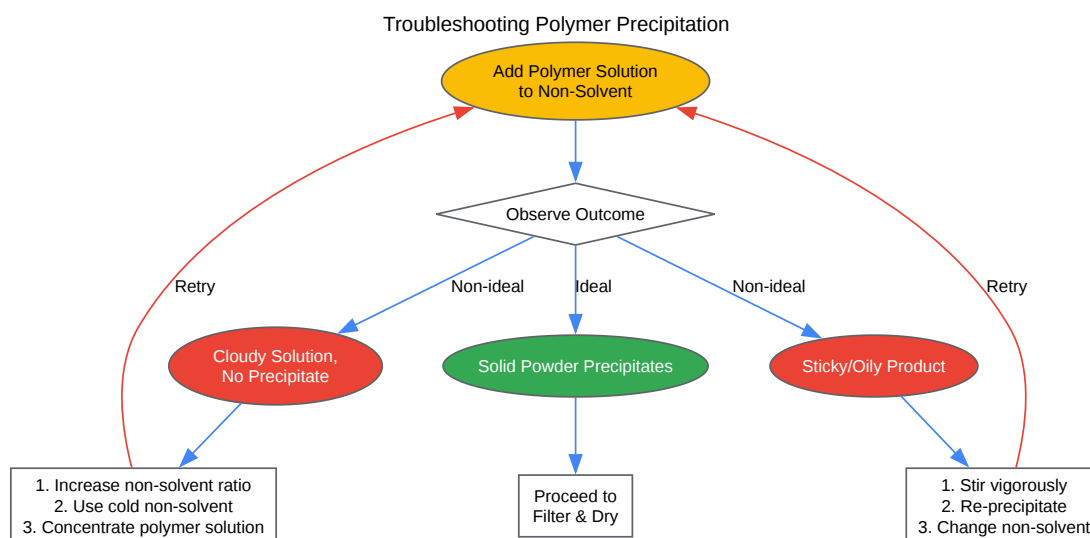 Troubleshooting Polymer Precipitation
Add Polymer Solution
to Non-Solvent
Observe Outcome
Retry
Non-ideal
Ideal
Non-ideal
Retry
Cloudy Solution,
No Precipitate
Solid Powder Precipitates
Sticky/Oily Product
1. Increase non-solvent ratio
2. Use cold non-solvent
3. Concentrate polymer solution
Proceed to
Filter & Dry
1. Stir vigorously
2. Re-precipitate
3. Change non-solvent